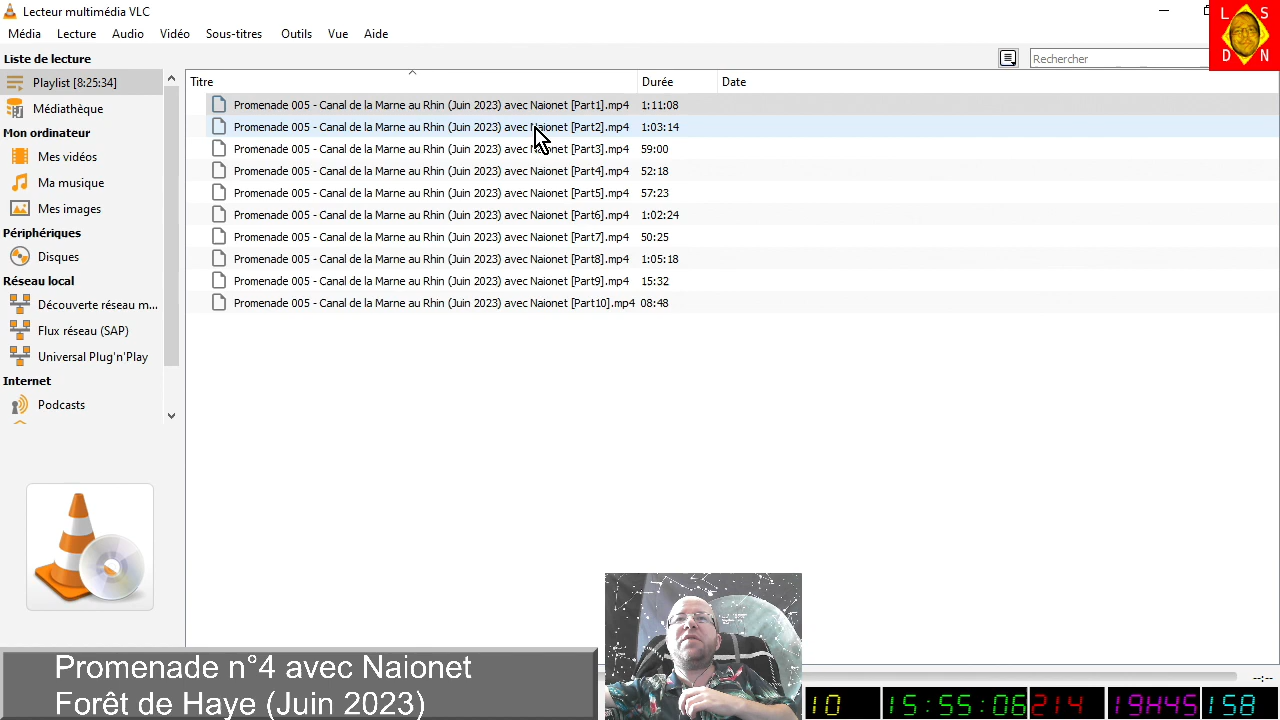 Lecteur multimédia VLC
Média Lecture Audio Vidéo Sous-titres Outils Vue Aide
L S
D N
Liste de lecture
Rechercher
Playlist [8:25:34]
Titre Durée Date
Médiathèque
Promenade 005 - Canal de la Marne au Rhin (Juin 2023) avec Naionet [Part1].mp4 1:11:08
Promenade 005 - Canal de la Marne au Rhin (Juin 2023) avec Naionet [Part2].mp4 1:03:14
Promenade 005 - Canal de la Marne au Rhin (Juin 2023) avec Naionet [Part3].mp4 59:00
Promenade 005 - Canal de la Marne au Rhin (Juin 2023) avec Naionet [Part4].mp4 52:18
Promenade 005 - Canal de la Marne au Rhin (Juin 2023) avec Naionet [Part5].mp4 57:23
Promenade 005 - Canal de la Marne au Rhin (Juin 2023) avec Naionet [Part6].mp4 1:02:24
Promenade 005 - Canal de la Marne au Rhin (Juin 2023) avec Naionet [Part7].mp4 50:25
Promenade 005 - Canal de la Marne au Rhin (Juin 2023) avec Naionet [Part8].mp4 1:05:18
Promenade 005 - Canal de la Marne au Rhin (Juin 2023) avec Naionet [Part9].mp4 15:32
Promenade 005 - Canal de la Marne au Rhin (Juin 2023) avec Naionet [Part10].mp4 08:48
Mon ordinateur
Mes vidéos
Ma musique
Mes images
Périphériques
Disques
Réseau local
Découverte réseau m...
Flux réseau (SAP)
Universal Plug'n'Play
Internet
Podcasts
Promenade n°4 avec Naionet
Forêt de Haye (Juin 2023)
--:--
10 15:55:06 214 19H45 158